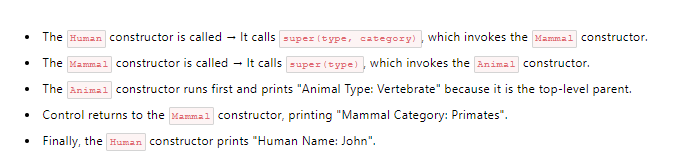 The Human constructor is called → It calls super(type, category), which invokes the Mammal constructor.
The Mammal constructor is called → It calls super(type), which invokes the Animal constructor.
The Animal constructor runs first and prints "Animal Type: Vertebrate" because it is the top-level parent.
Control returns to the Mammal constructor, printing "Mammal Category: Primates".
Finally, the Human constructor prints "Human Name: John".